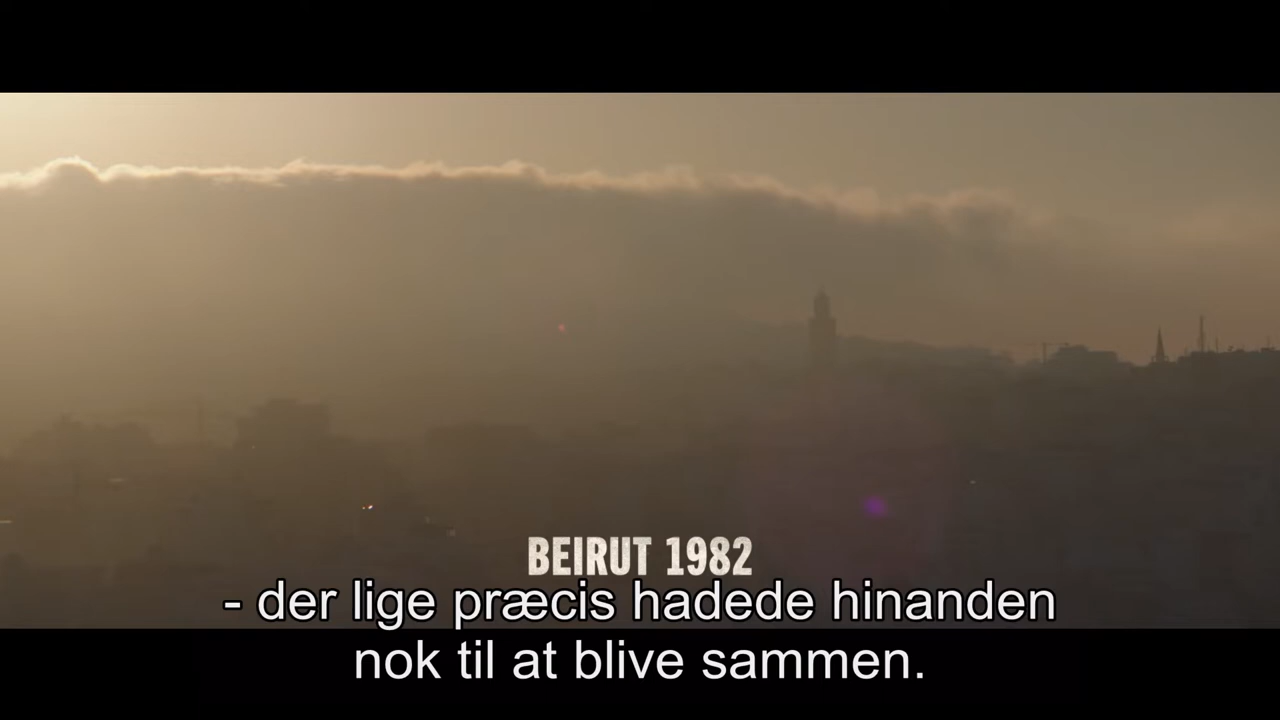 BEIRUT 1982
- der lige præcis hadede hinanden
nok til at blive sammen.